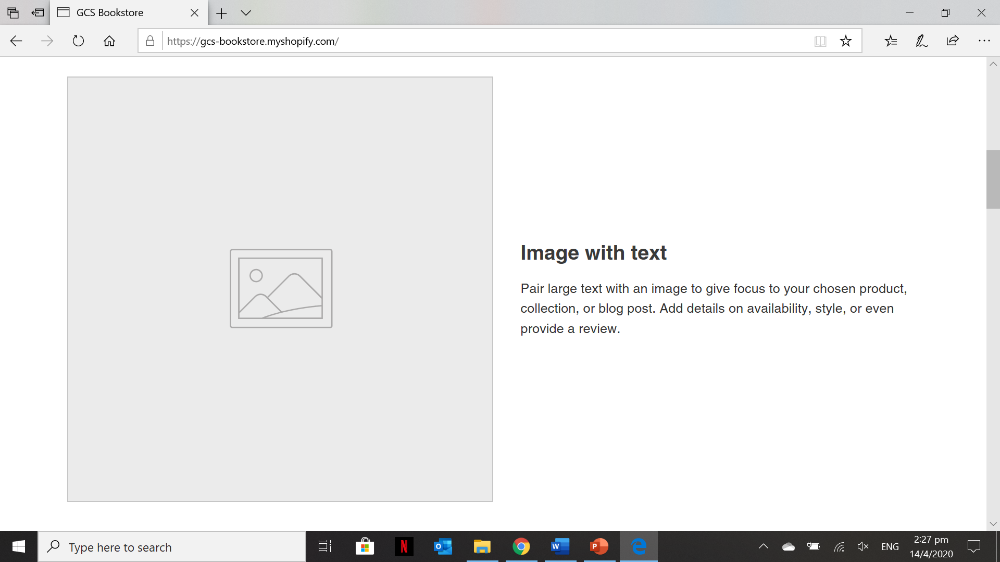 GCS Bookstore
https://gcs-bookstore.myshopify.com/
Image with text
Pair large text with an image to give focus to your chosen product,
collection, or blog post. Add details on availability, style, or even
provide a review.
Type here to search
ENG
2:27 pm
14/4/2020